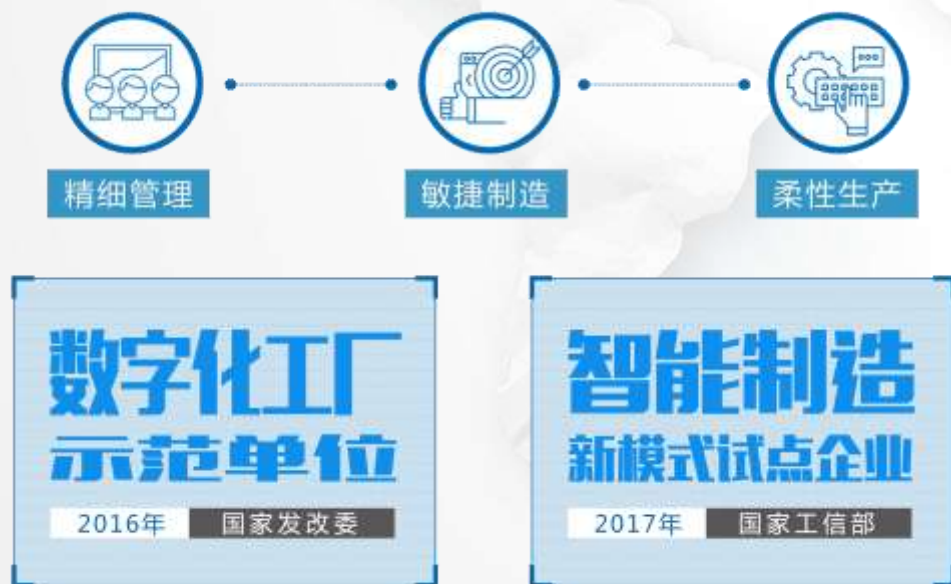 精细管理
敏捷制造
柔性生产
数字化工厂
示范单位
2016年 国家发改委
智能制造
新模式试点企业
2017年 国家工信部